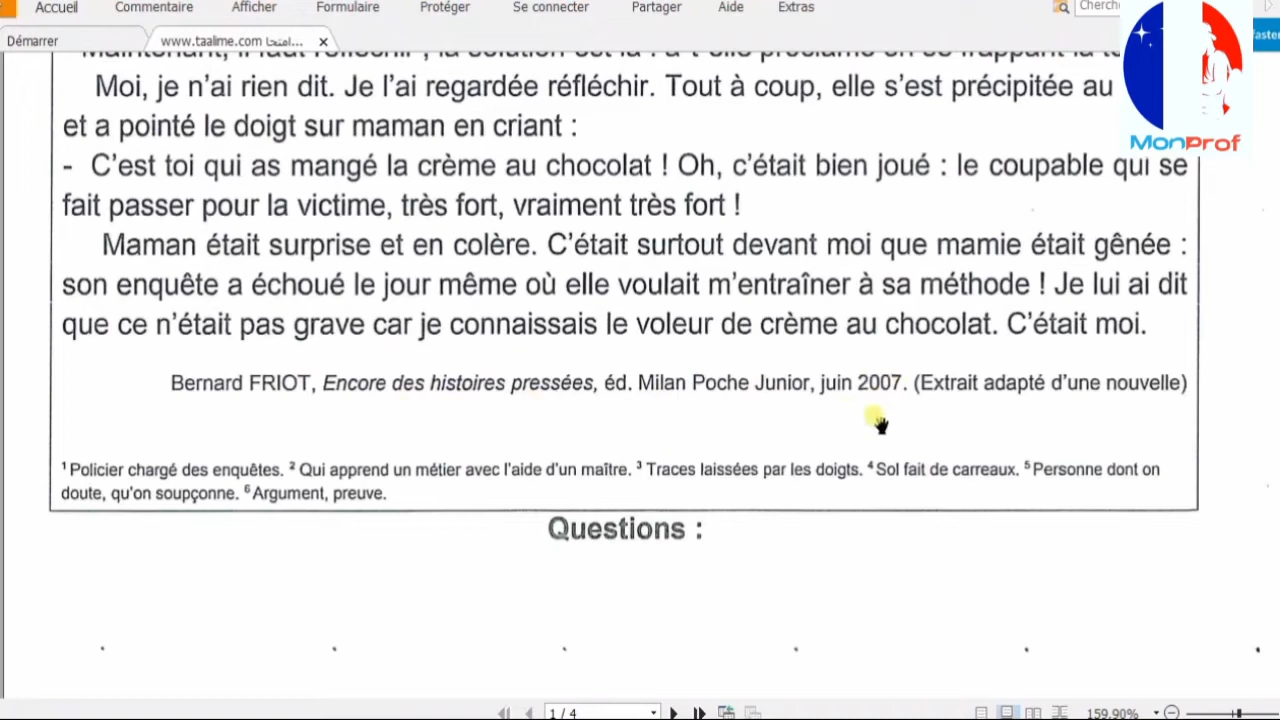 Accueil Commentaire Afficher Formulaire Protéger Se connecter Partager Aide Extras Cherche
Démarrer www.taalime.com امتحا... × aster
Moi, je n'ai rien dit. Je l'ai regardée réfléchir. Tout à coup, elle s'est précipitée au
et a pointé le doigt sur maman en criant :
MonProf
- C'est toi qui as mangé la crème au chocolat ! Oh, c'était bien joué : le coupable qui se
fait passer pour la victime, très fort, vraiment très fort !
Maman était surprise et en colère. C'était surtout devant moi que mamie était gênée :
son enquête a échoué le jour même où elle voulait m'entraîner à sa méthode ! Je lui ai dit
que ce n'était pas grave car je connaissais le voleur de crème au chocolat. C'était moi.
Bernard FRIOT, Encore des histoires pressées, éd. Milan Poche Junior, juin 2007. (Extrait adapté d'une nouvelle)
¹ Policier chargé des enquêtes. ² Qui apprend un métier avec l'aide d'un maître. ³ Traces laissées par les doigts. ⁴ Sol fait de carreaux. ⁵ Personne dont on
doute, qu'on soupçonne. ⁶ Argument, preuve.
Questions :
1 / 4 159,90%